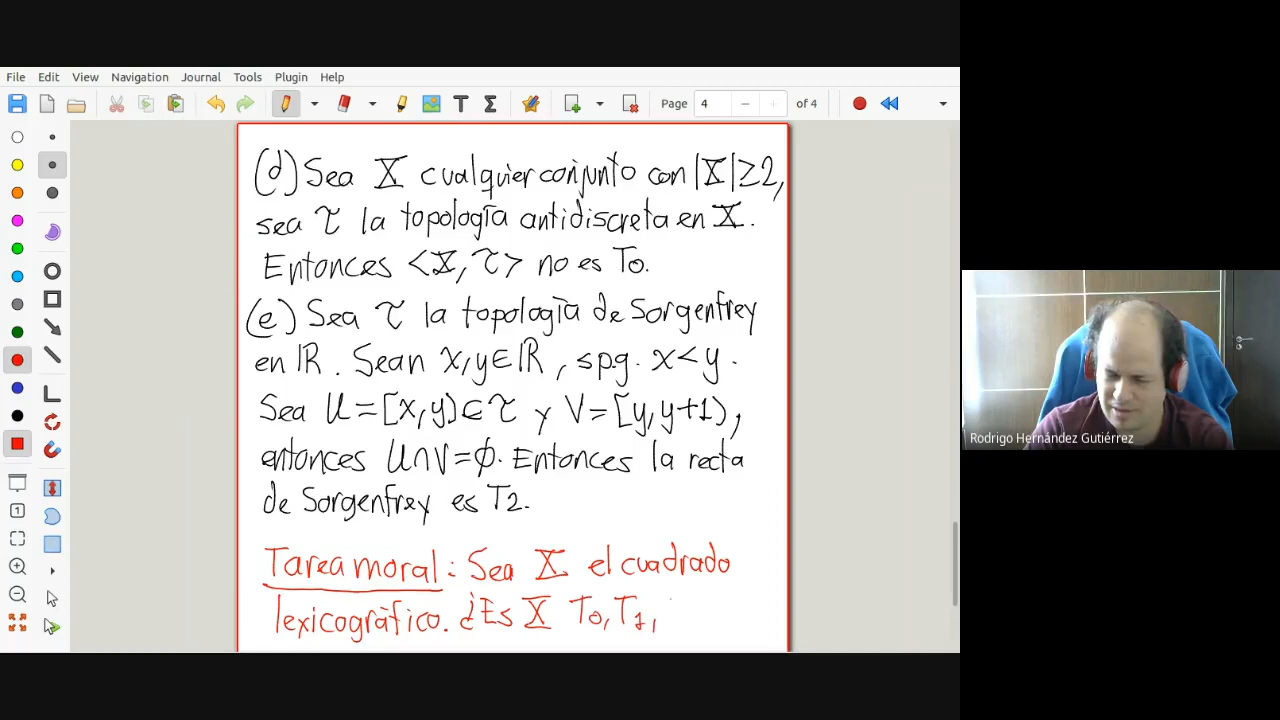 File Edit View Navigation Journal Tools Plugin Help
Page 4 of 4
(d) Sea X cualquier conjunto con |X|≥2,
sea τ la topología antidiscreta en X.
Entonces <X, τ> no es T0.
(e) Sea τ la topología de Sorgenfrey
en ℝ. Sean x,y∈ℝ, spg. x<y.
Sea U=[x,y)∈τ y V=[y,y+1),
entonces U∩V=∅. Entonces la recta
de Sorgenfrey es T2.
Tarea moral: Sea X el cuadrado
lexicográfico. ¿Es X T0, T1,
Rodrigo Hernández Gutiérrez